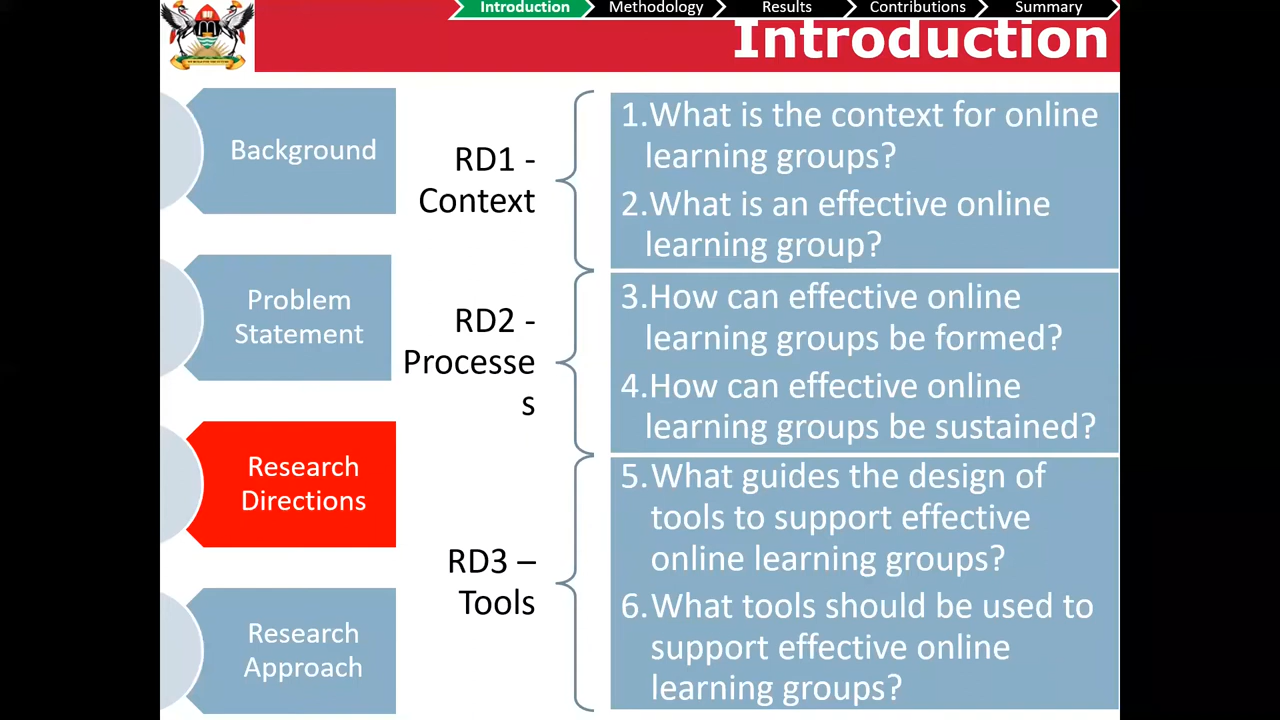 Introduction
Methodology
Results
Contributions
Summary
Introduction
Background
Problem
Statement
Research
Directions
Research
Approach
RD1 -
Context
1.What is the context for online
learning groups?
2.What is an effective online
learning group?
RD2 -
Processe
s
3.How can effective online
learning groups be formed?
4.How can effective online
learning groups be sustained?
RD3 –
Tools
5.What guides the design of
tools to support effective
online learning groups?
6.What tools should be used to
support effective online
learning groups?